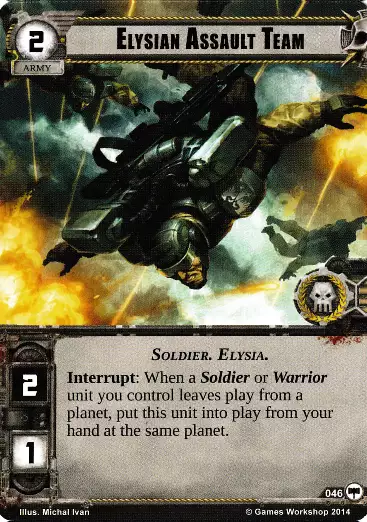 2
ELYSIAN ASSAULT TEAM
ARMY
SOLDIER. ELYSIA.
2
Interrupt: When a Soldier or Warrior
unit you control leaves play from a
planet, put this unit into play from your
hand at the same planet.
1
046
Illus. Michal Ivan
© Games Workshop 2014